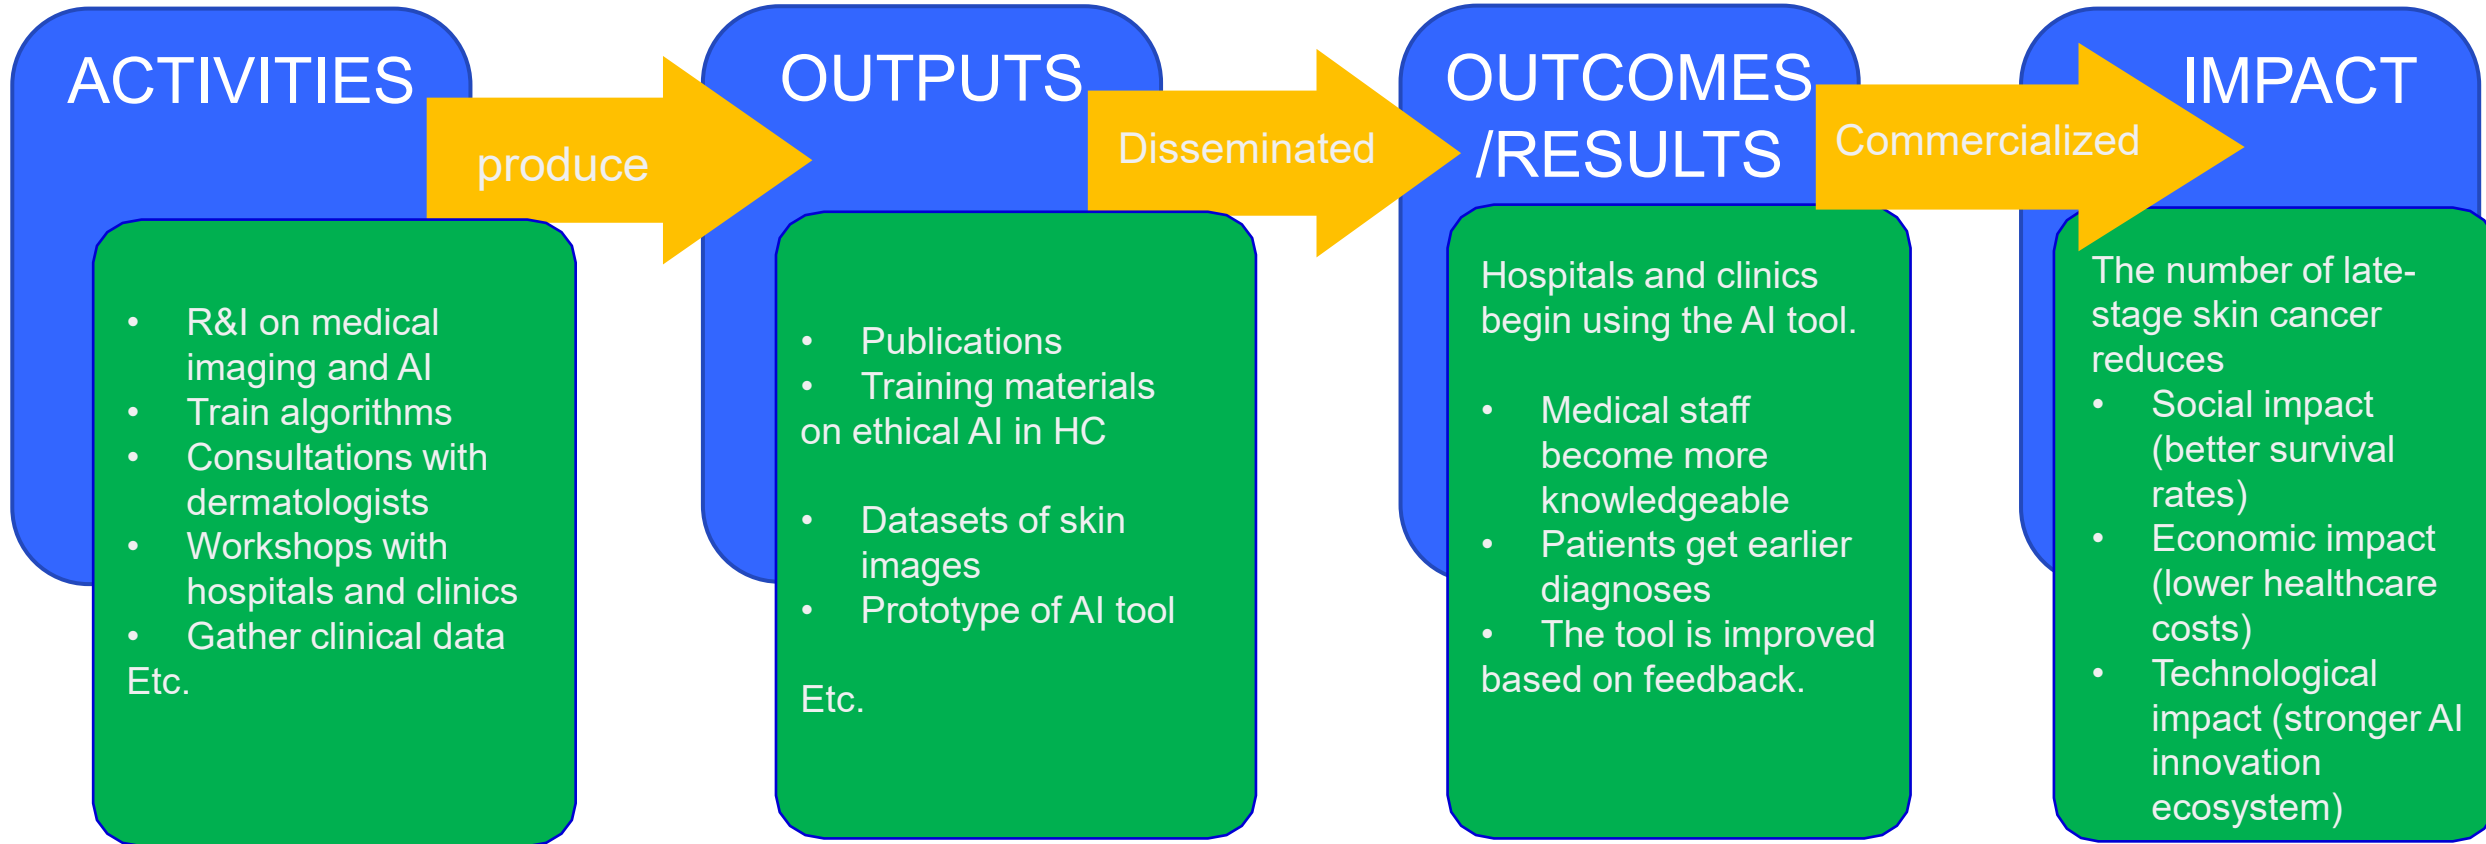 ACTIVITIES
produce
• R&I on medical
imaging and AI
• Train algorithms
• Consultations with
dermatologists
• Workshops with
hospitals and clinics
• Gather clinical data
Etc.
OUTPUTS
Disseminated
• Publications
• Training materials
on ethical AI in HC
• Datasets of skin
images
• Prototype of AI tool
Etc.
OUTCOMES
/RESULTS
Commercialized
Hospitals and clinics
begin using the AI tool.
• Medical staff
become more
knowledgeable
• Patients get earlier
diagnoses
• The tool is improved
based on feedback.
IMPACT
The number of late-
stage skin cancer
reduces
• Social impact
(better survival
rates)
• Economic impact
(lower healthcare
costs)
• Technological
impact (stronger AI
innovation
ecosystem)